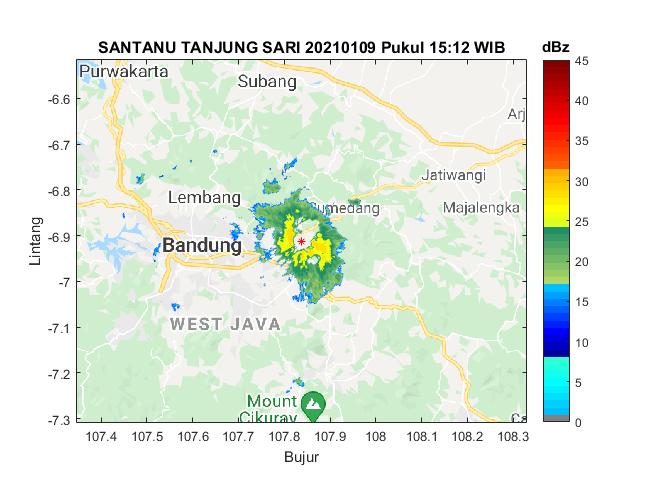 SANTANU TANJUNG SARI 20210109 Pukul 15:12 WIB
dBz
Purwakarta
Subang
Arj
Jatiwangi
Lembang
Sumedang
Majalengka
Bandung
WEST JAVA
Mount
Cikuray
-6.6
-6.7
-6.8
-6.9
-7
-7.1
-7.2
-7.3
Lintang
107.4 107.5 107.6 107.7 107.8 107.9 108 108.1 108.2 108.3
Bujur
45
40
35
30
25
20
15
10
5
0